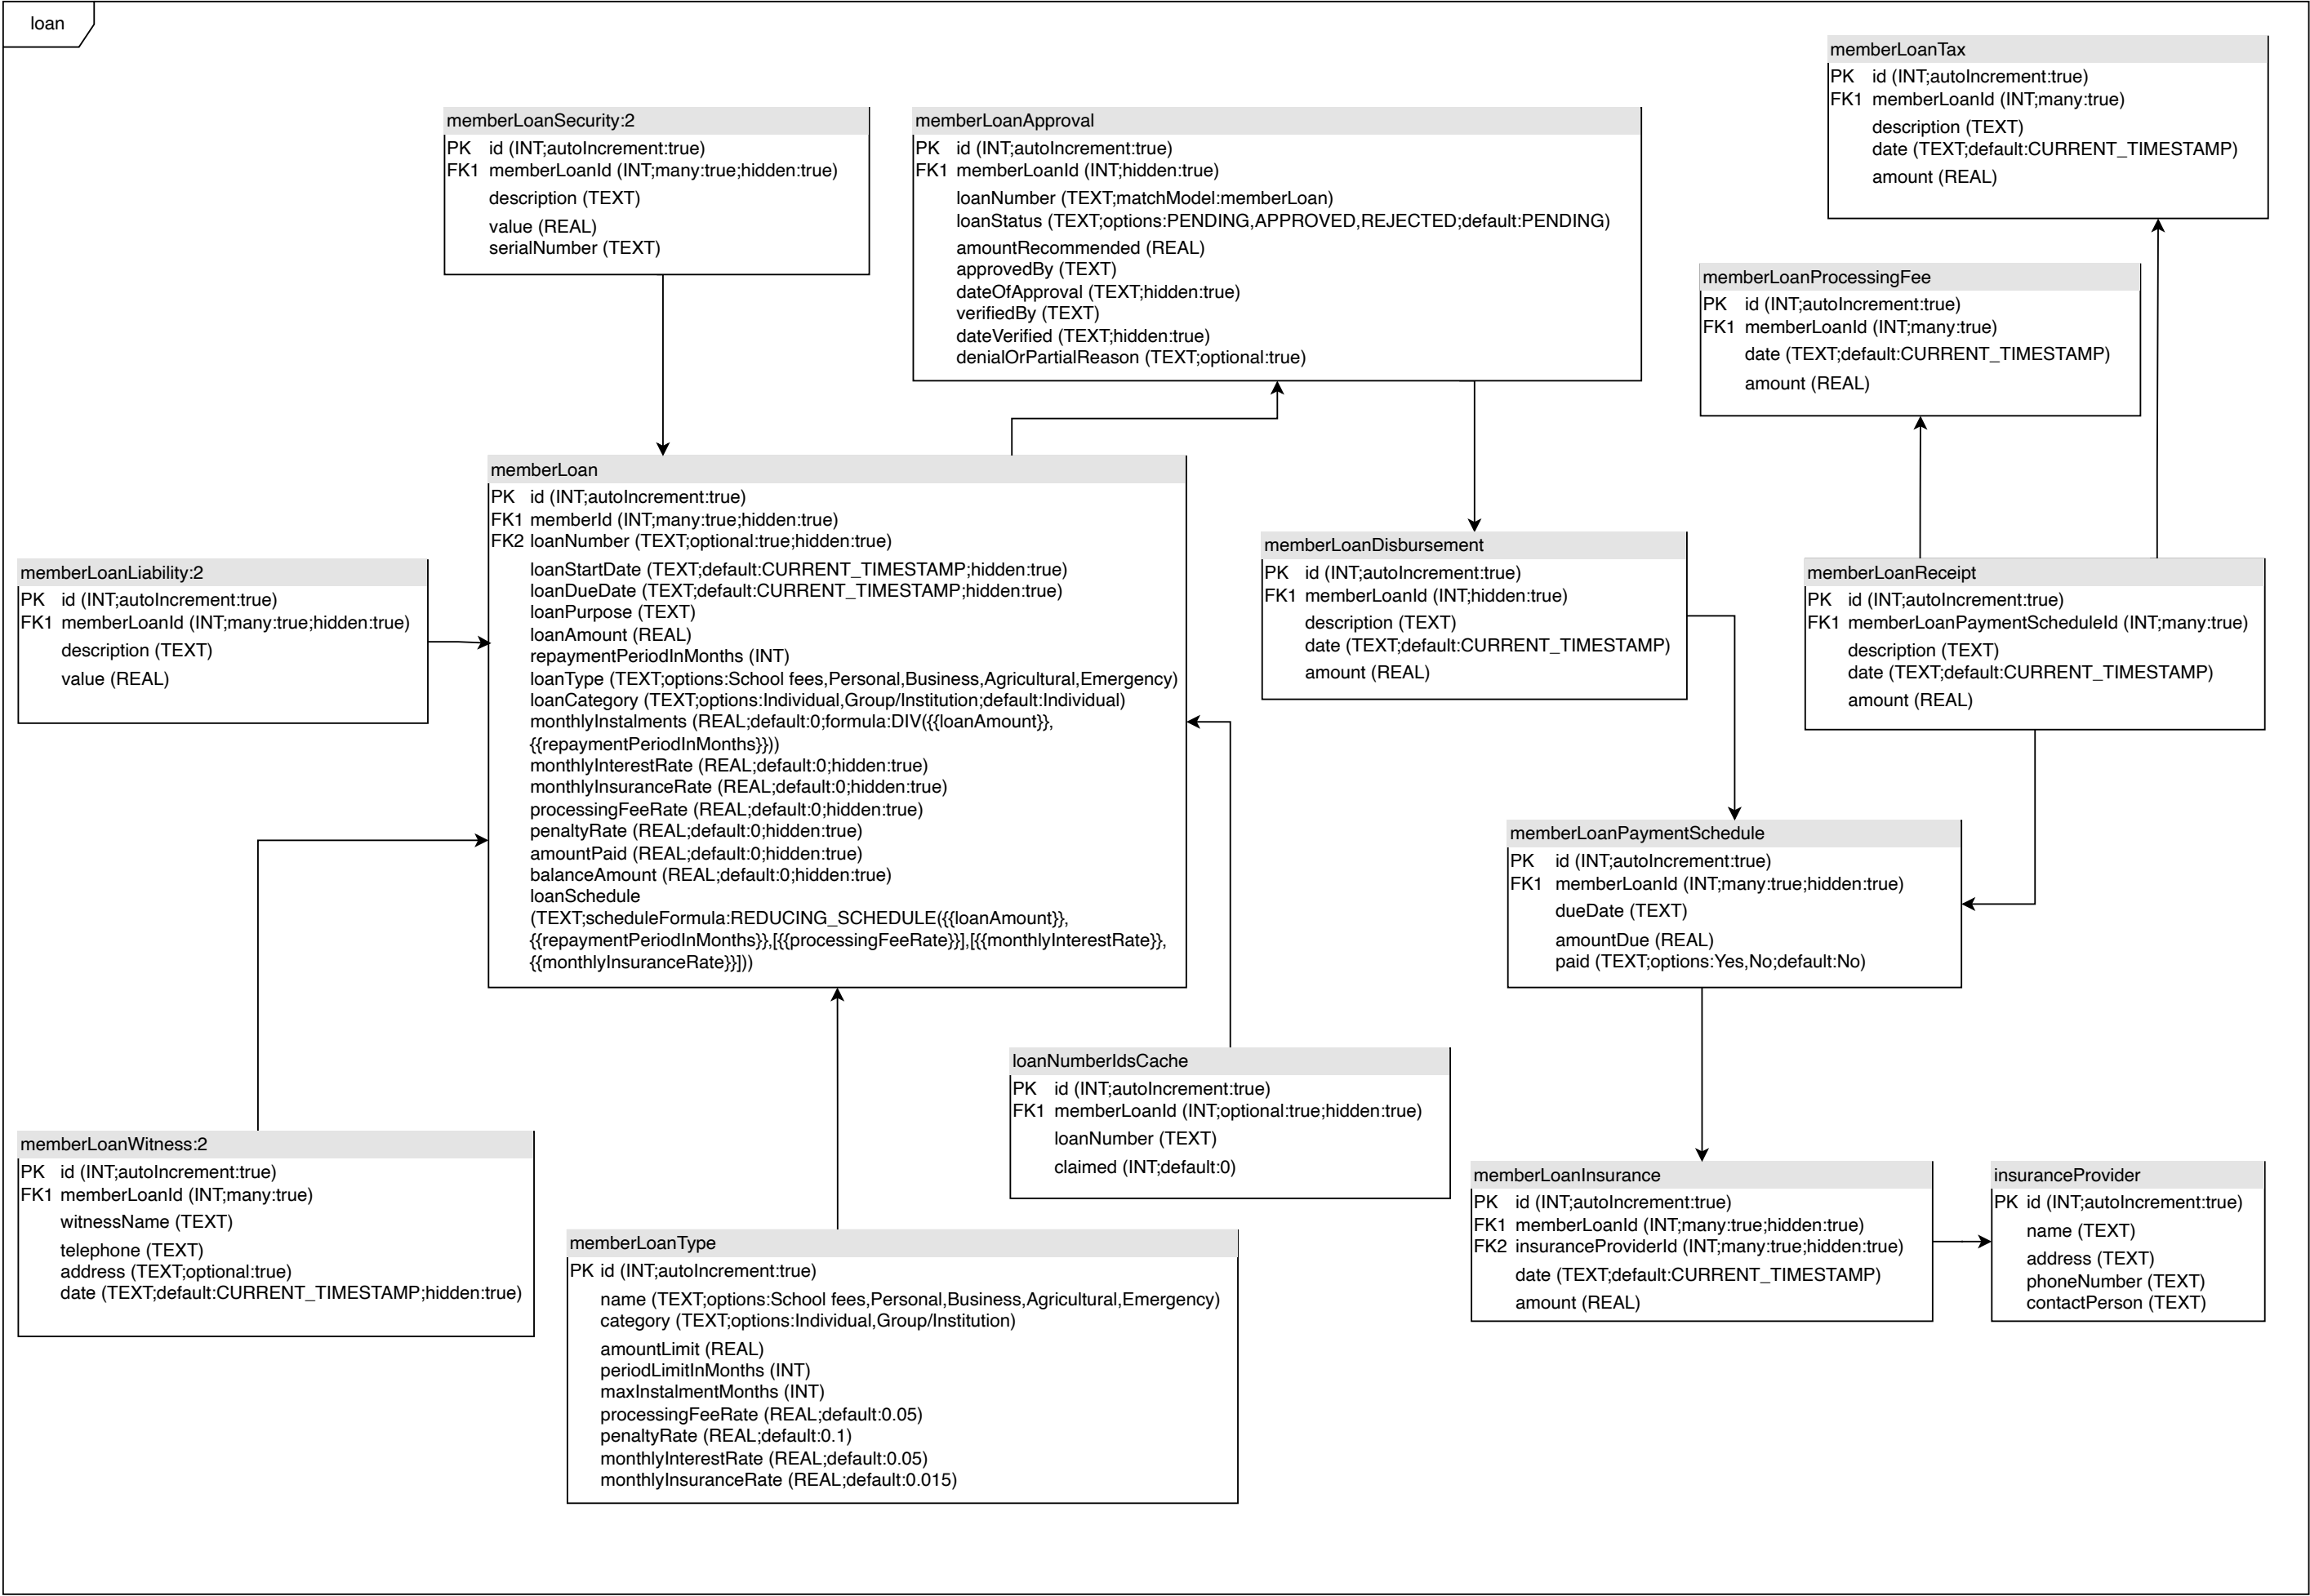 loan
memberLoanTax
PK id (INT;autoIncrement:true)
FK1 memberLoanId (INT;many:true)
description (TEXT)
date (TEXT;default:CURRENT_TIMESTAMP)
amount (REAL)
memberLoanSecurity:2
PK id (INT;autoIncrement:true)
FK1 memberLoanId (INT;many:true;hidden:true)
description (TEXT)
value (REAL)
serialNumber (TEXT)
memberLoanApproval
PK id (INT;autoIncrement:true)
FK1 memberLoanId (INT;hidden:true)
loanNumber (TEXT;matchModel:memberLoan)
loanStatus (TEXT;options:PENDING,APPROVED,REJECTED;default:PENDING)
amountRecommended (REAL)
approvedBy (TEXT)
dateOfApproval (TEXT;hidden:true)
verifiedBy (TEXT)
dateVerified (TEXT;hidden:true)
denialOrPartialReason (TEXT;optional:true)
memberLoanProcessingFee
PK id (INT;autoIncrement:true)
FK1 memberLoanId (INT;many:true)
date (TEXT;default:CURRENT_TIMESTAMP)
amount (REAL)
memberLoan
PK id (INT;autoIncrement:true)
FK1 memberId (INT;many:true;hidden:true)
FK2 loanNumber (TEXT;optional:true;hidden:true)
loanStartDate (TEXT;default:CURRENT_TIMESTAMP;hidden:true)
loanDueDate (TEXT;default:CURRENT_TIMESTAMP;hidden:true)
loanPurpose (TEXT)
loanAmount (REAL)
repaymentPeriodInMonths (INT)
loanType (TEXT;options:School fees,Personal,Business,Agricultural,Emergency)
loanCategory (TEXT;options:Individual,Group/Institution;default:Individual)
monthlyInstalments (REAL;default:0;formula:DIV({{loanAmount}},
{{repaymentPeriodInMonths}}))
monthlyInterestRate (REAL;default:0;hidden:true)
monthlyInsuranceRate (REAL;default:0;hidden:true)
processingFeeRate (REAL;default:0;hidden:true)
penaltyRate (REAL;default:0;hidden:true)
amountPaid (REAL;default:0;hidden:true)
balanceAmount (REAL;default:0;hidden:true)
loanSchedule
(TEXT;scheduleFormula:REDUCING_SCHEDULE({{loanAmount}},
{{repaymentPeriodInMonths}},[{{processingFeeRate}}],[{{monthlyInterestRate}},
{{monthlyInsuranceRate}}]))
memberLoanLiability:2
PK id (INT;autoIncrement:true)
FK1 memberLoanId (INT;many:true;hidden:true)
description (TEXT)
value (REAL)
memberLoanDisbursement
PK id (INT;autoIncrement:true)
FK1 memberLoanId (INT;hidden:true)
description (TEXT)
date (TEXT;default:CURRENT_TIMESTAMP)
amount (REAL)
memberLoanReceipt
PK id (INT;autoIncrement:true)
FK1 memberLoanPaymentScheduleId (INT;many:true)
description (TEXT)
date (TEXT;default:CURRENT_TIMESTAMP)
amount (REAL)
memberLoanPaymentSchedule
PK id (INT;autoIncrement:true)
FK1 memberLoanId (INT;many:true;hidden:true)
dueDate (TEXT)
amountDue (REAL)
paid (TEXT;options:Yes,No;default:No)
loanNumberIdsCache
PK id (INT;autoIncrement:true)
FK1 memberLoanId (INT;optional:true;hidden:true)
loanNumber (TEXT)
claimed (INT;default:0)
memberLoanWitness:2
PK id (INT;autoIncrement:true)
FK1 memberLoanId (INT;many:true)
witnessName (TEXT)
telephone (TEXT)
address (TEXT;optional:true)
date (TEXT;default:CURRENT_TIMESTAMP;hidden:true)
memberLoanType
PK id (INT;autoIncrement:true)
name (TEXT;options:School fees,Personal,Business,Agricultural,Emergency)
category (TEXT;options:Individual,Group/Institution)
amountLimit (REAL)
periodLimitInMonths (INT)
maxInstalmentMonths (INT)
processingFeeRate (REAL;default:0.05)
penaltyRate (REAL;default:0.1)
monthlyInterestRate (REAL;default:0.05)
monthlyInsuranceRate (REAL;default:0.015)
memberLoanInsurance
PK id (INT;autoIncrement:true)
FK1 memberLoanId (INT;many:true;hidden:true)
FK2 insuranceProviderId (INT;many:true;hidden:true)
date (TEXT;default:CURRENT_TIMESTAMP)
amount (REAL)
insuranceProvider
PK id (INT;autoIncrement:true)
name (TEXT)
address (TEXT)
phoneNumber (TEXT)
contactPerson (TEXT)